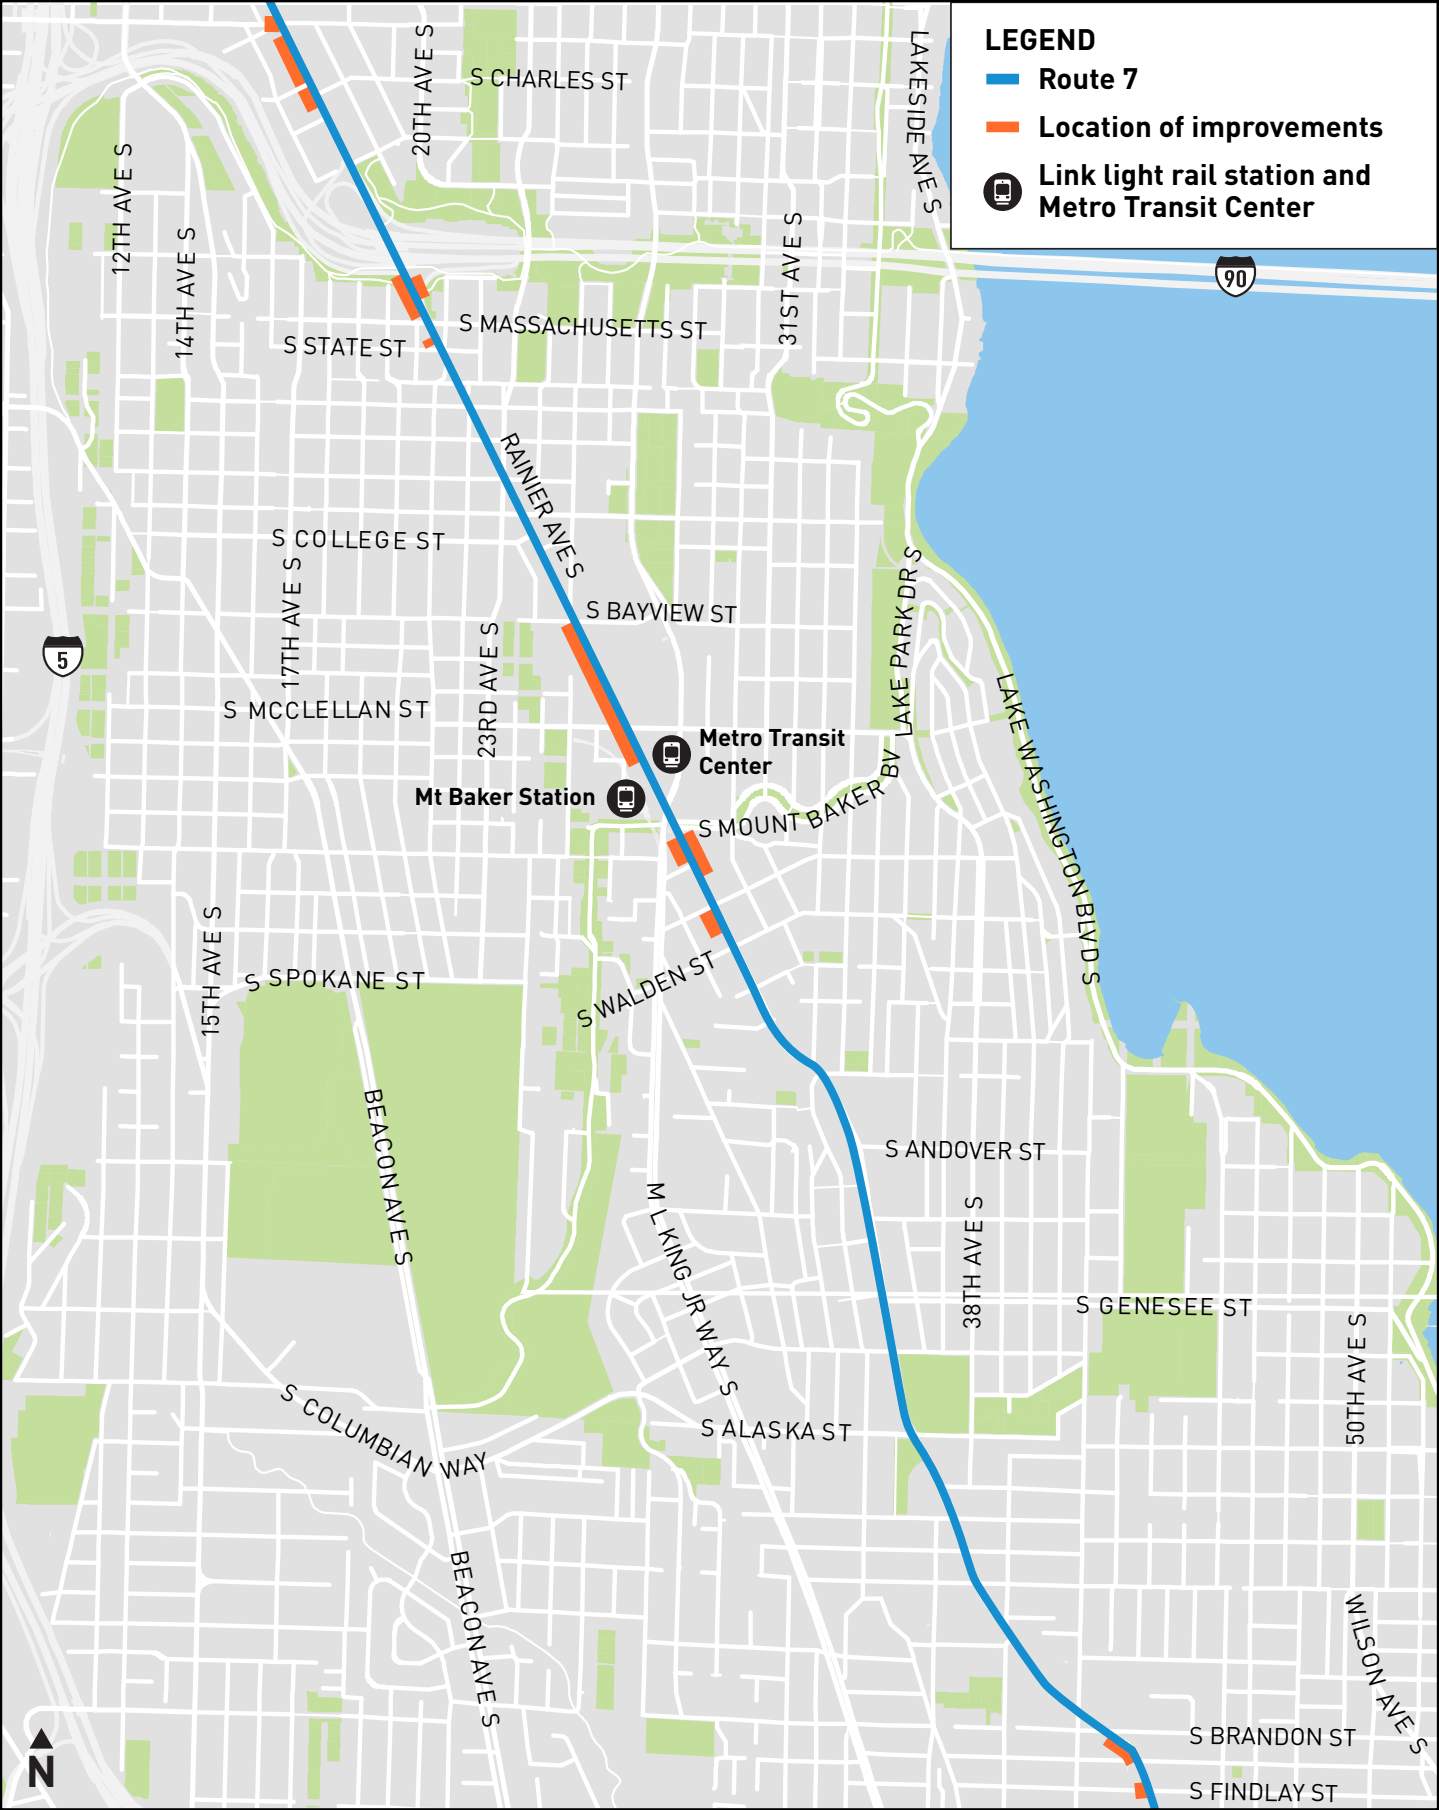 LEGEND
Route 7
Location of improvements
Link light rail station and
Metro Transit Center
20TH AVE S
S CHARLES ST
LAKESIDE AVE S
12TH AVE S
14TH AVE S
31ST AVE S
90
S MASSACHUSETTS ST
S STATE ST
RAINIER AVE S
S COLLEGE ST
17TH AVE S
S BAYVIEW ST
LAKE PARK DR S
5
23RD AVE S
S MCCLELLAN ST
LAKE WASHINGTON BLVD S
Metro Transit
Center
Mt Baker Station
S MOUNT BAKER BV
15TH AVE S
S SPOKANE ST
S WALDEN ST
BEACON AVE S
S ANDOVER ST
M L KING JR WAY S
38TH AVE S
S GENESEE ST
50TH AVE S
S COLUMBIAN WAY
S ALASKA ST
BEACON AVE S
WILSON AVE S
S BRANDON ST
N
S FINDLAY ST